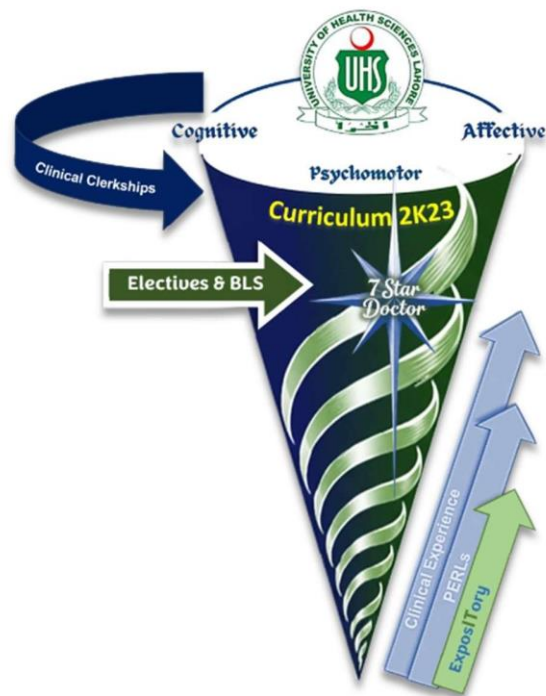 UNIVERSITY OF HEALTH SCIENCES LAHORE
UHS
اقرا
Cognitive
Affective
Psychomotor
Clinical Clerkships
Curriculum 2K23
Electives & BLS
7 Star
Doctor
Clinical Experience
PERLs
ExposITory